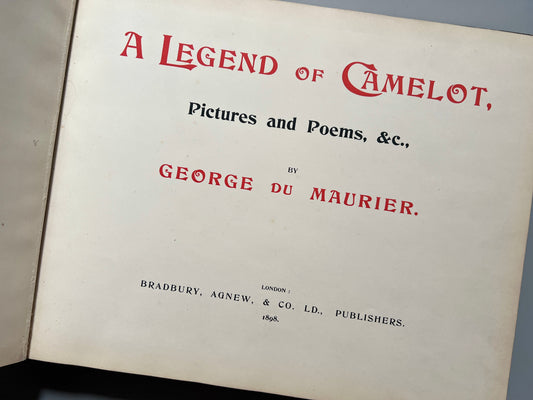 A LEGEND OF CAMELOT,
Pictures and Poems, &c.,
BY
GEORGE DU MAURIER.
LONDON:
BRADBURY, AGNEW, & CO. LD., PUBLISHERS.
1898.